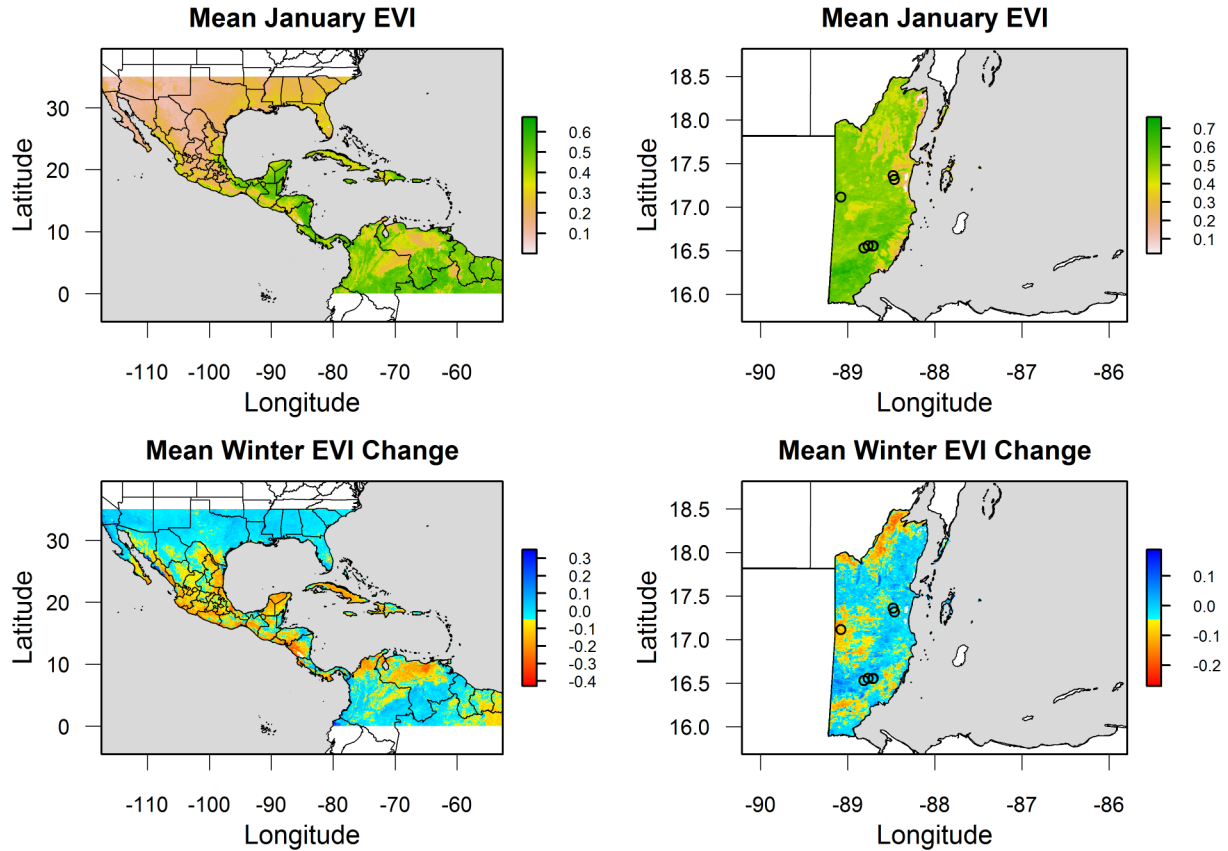 Mean January EVI
Latitude
30
20
10
0
-110 -100 -90 -80 -70 -60
Longitude
0.6
0.5
0.4
0.3
0.2
0.1
Mean January EVI
Latitude
18.5
18.0
17.5
17.0
16.5
16.0
-90 -89 -88 -87 -86
Longitude
0.7
0.6
0.5
0.4
0.3
0.2
0.1
Mean Winter EVI Change
Latitude
30
20
10
0
-110 -100 -90 -80 -70 -60
Longitude
0.3
0.2
0.1
0.0
-0.1
-0.2
-0.3
-0.4
Mean Winter EVI Change
Latitude
18.5
18.0
17.5
17.0
16.5
16.0
-90 -89 -88 -87 -86
Longitude
0.1
0.0
-0.1
-0.2